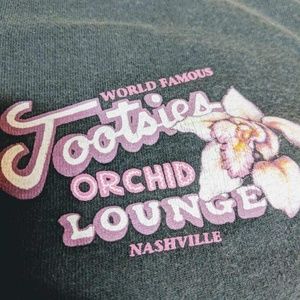 WORLD FAMOUS
Tootsies
ORCHID
LOUNGE
NASHVILLE